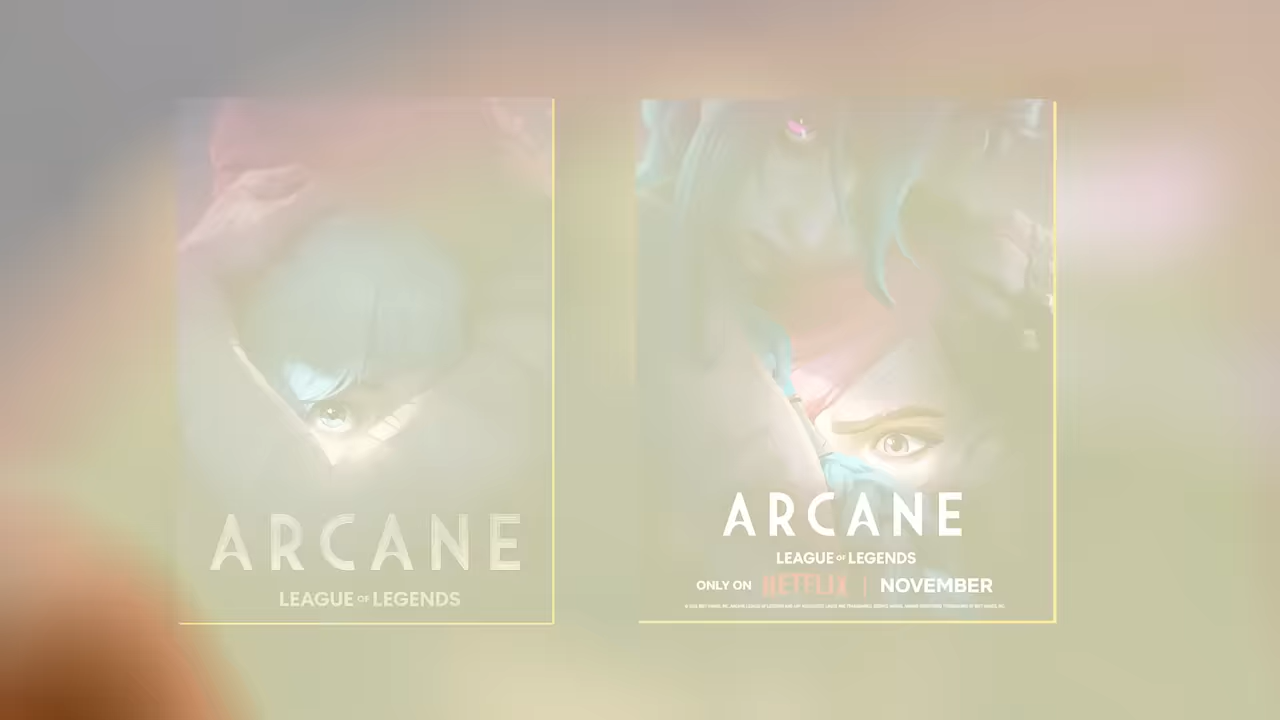 ARCANE
LEAGUE OF LEGENDS
ARCANE
LEAGUE OF LEGENDS
ONLY ON NETFLIX | NOVEMBER